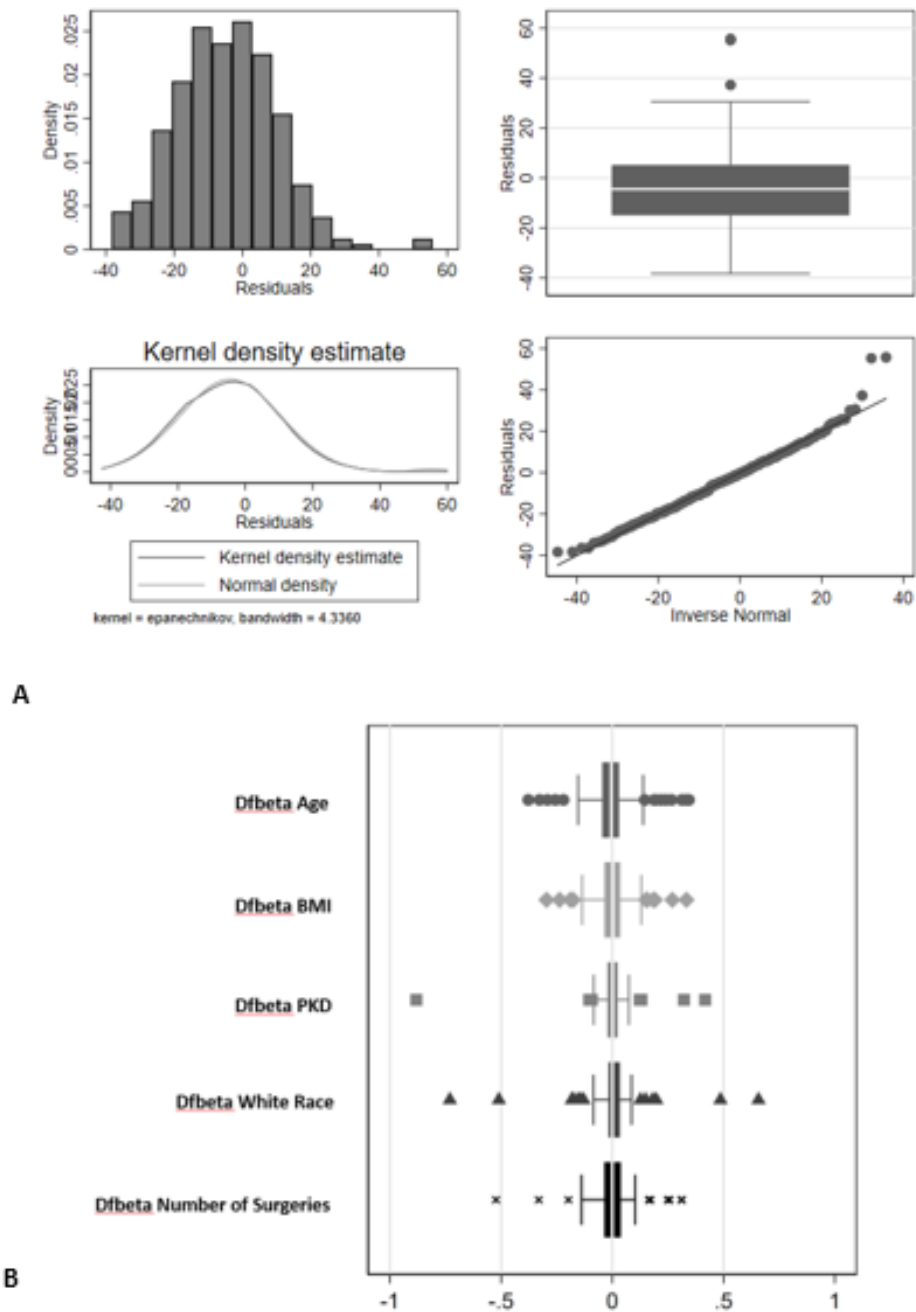 Density
0
.005
.01
.015
.02
.025
-40 -20 0 20 40 60
Residuals
Residuals
-40
-20
0
20
40
60
Kernel density estimate
Density
-40 -20 0 20 40 60
Residuals
Kernel density estimate
Normal density
kernel = epanechnikov, bandwidth = 4.3360
Residuals
-40
-20
0
20
40
60
-40 -20 0 20 40
Inverse Normal
A
Dfbeta Age
Dfbeta BMI
Dfbeta PKD
Dfbeta White Race
Dfbeta Number of Surgeries
B
-1 -.5 0 .5 1